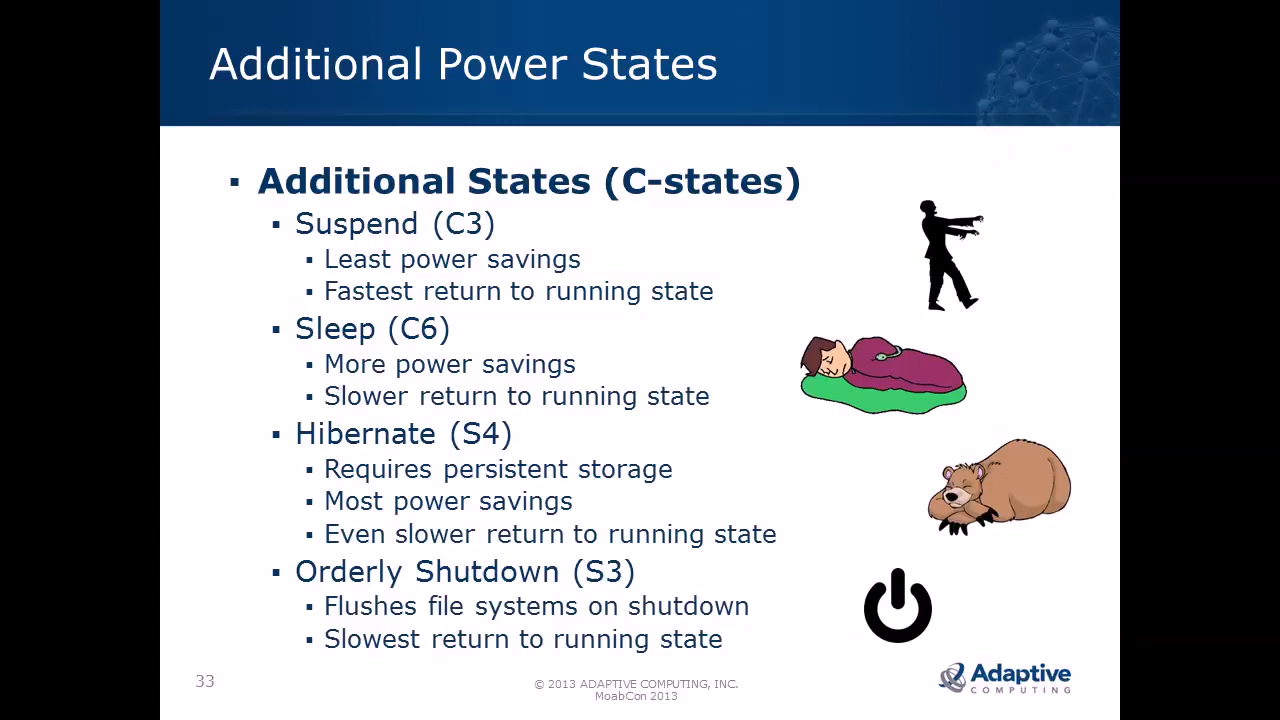 Additional Power States
▪ Additional States (C-states)
▪ Suspend (C3)
▪ Least power savings
▪ Fastest return to running state
▪ Sleep (C6)
▪ More power savings
▪ Slower return to running state
▪ Hibernate (S4)
▪ Requires persistent storage
▪ Most power savings
▪ Even slower return to running state
▪ Orderly Shutdown (S3)
▪ Flushes file systems on shutdown
▪ Slowest return to running state
33
© 2013 ADAPTIVE COMPUTING, INC.
MoabCon 2013
Adaptive
COMPUTING